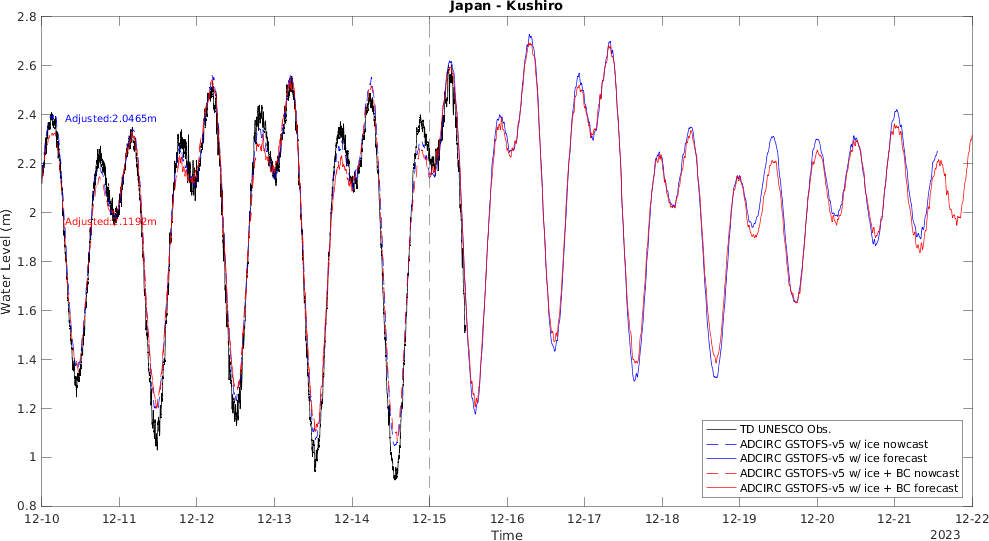 Japan - Kushiro
2.8
2.6
2.4
2.2
2
1.8
1.6
1.4
1.2
1
0.8
Water Level (m)
Adjusted:2.0465m
Adjusted:2.1192m
TD UNESCO Obs.
ADCIRC GSTOFS-v5 w/ ice nowcast
ADCIRC GSTOFS-v5 w/ ice forecast
ADCIRC GSTOFS-v5 w/ ice + BC nowcast
ADCIRC GSTOFS-v5 w/ ice + BC forecast
12-10 12-11 12-12 12-13 12-14 12-15 12-16 12-17 12-18 12-19 12-20 12-21 12-22
Time
2023